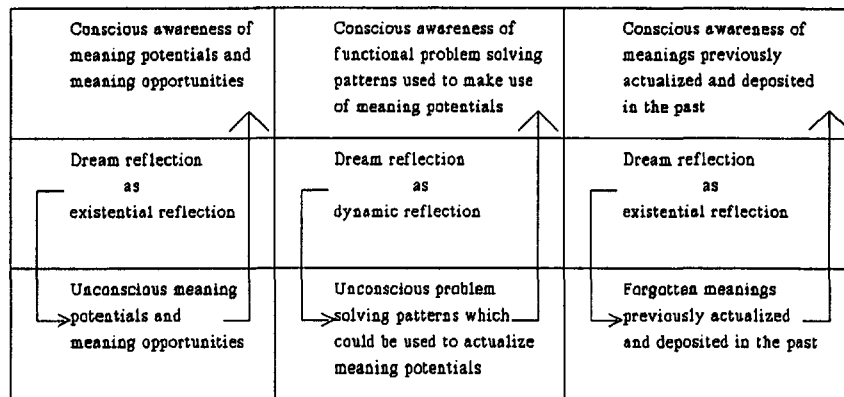 Conscious awareness of
meaning potentials and
meaning opportunities
Conscious awareness of
functional problem solving
patterns used to make use
of meaning potentials
Conscious awareness of
meanings previously
actualized and deposited
in the past
Dream reflection
as
existential reflection
Dream reflection
as
dynamic reflection
Dream reflection
as
existential reflection
Unconscious meaning
potentials and
meaning opportunities
Unconscious problem
solving patterns which
could be used to actualize
meaning potentials
Forgotten meanings
previously actualized
and deposited in the past